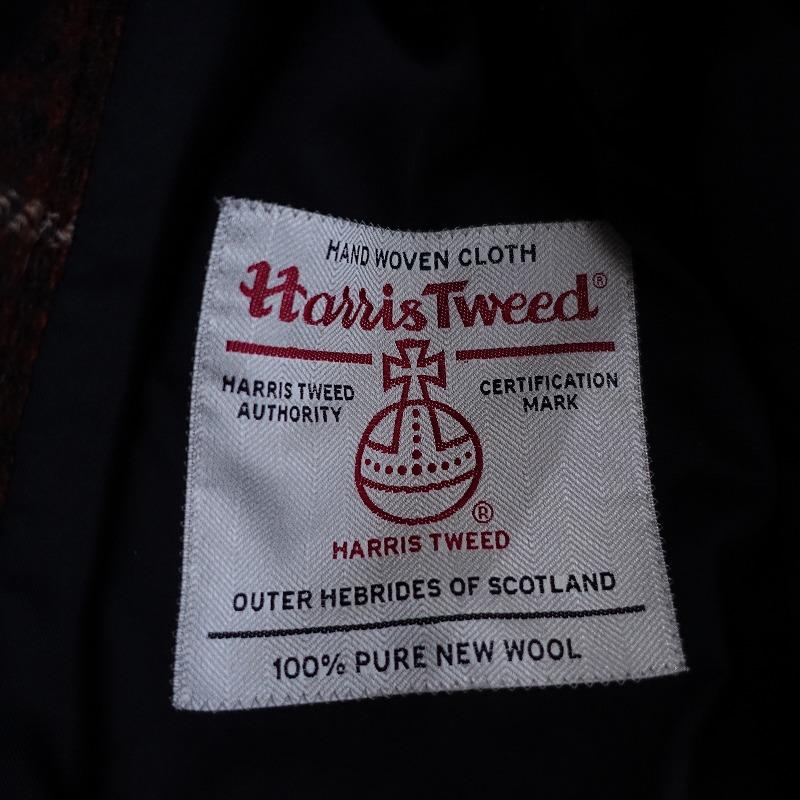 HAND WOVEN CLOTH
Harris Tweed®
HARRIS TWEED
AUTHORITY
CERTIFICATION
MARK
®
HARRIS TWEED
OUTER HEBRIDES OF SCOTLAND
100% PURE NEW WOOL